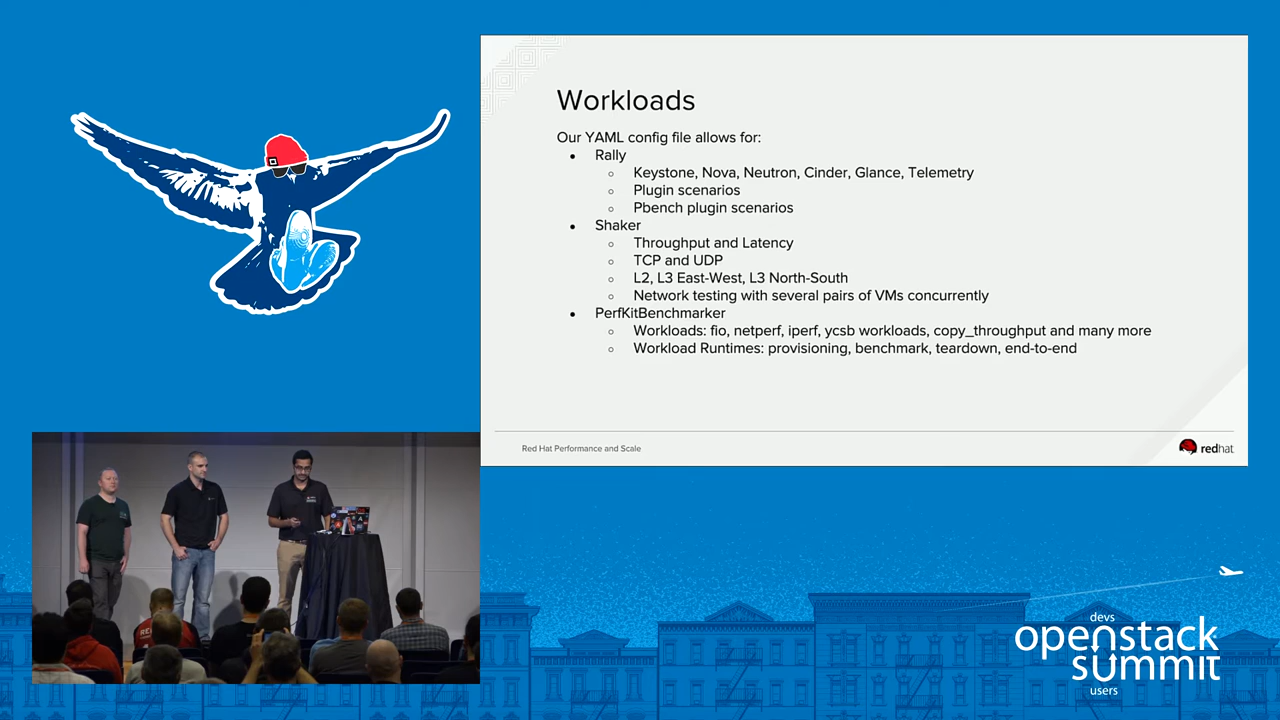 Workloads
Our YAML config file allows for:
• Rally
○ Keystone, Nova, Neutron, Cinder, Glance, Telemetry
○ Plugin scenarios
○ Pbench plugin scenarios
• Shaker
○ Throughput and Latency
○ TCP and UDP
○ L2, L3 East-West, L3 North-South
○ Network testing with several pairs of VMs concurrently
• PerfKitBenchmarker
○ Workloads: fio, netperf, iperf, ycsb workloads, copy_throughput and many more
○ Workload Runtimes: provisioning, benchmark, teardown, end-to-end
Red Hat Performance and Scale
redhat
devs
openstack
summit
users